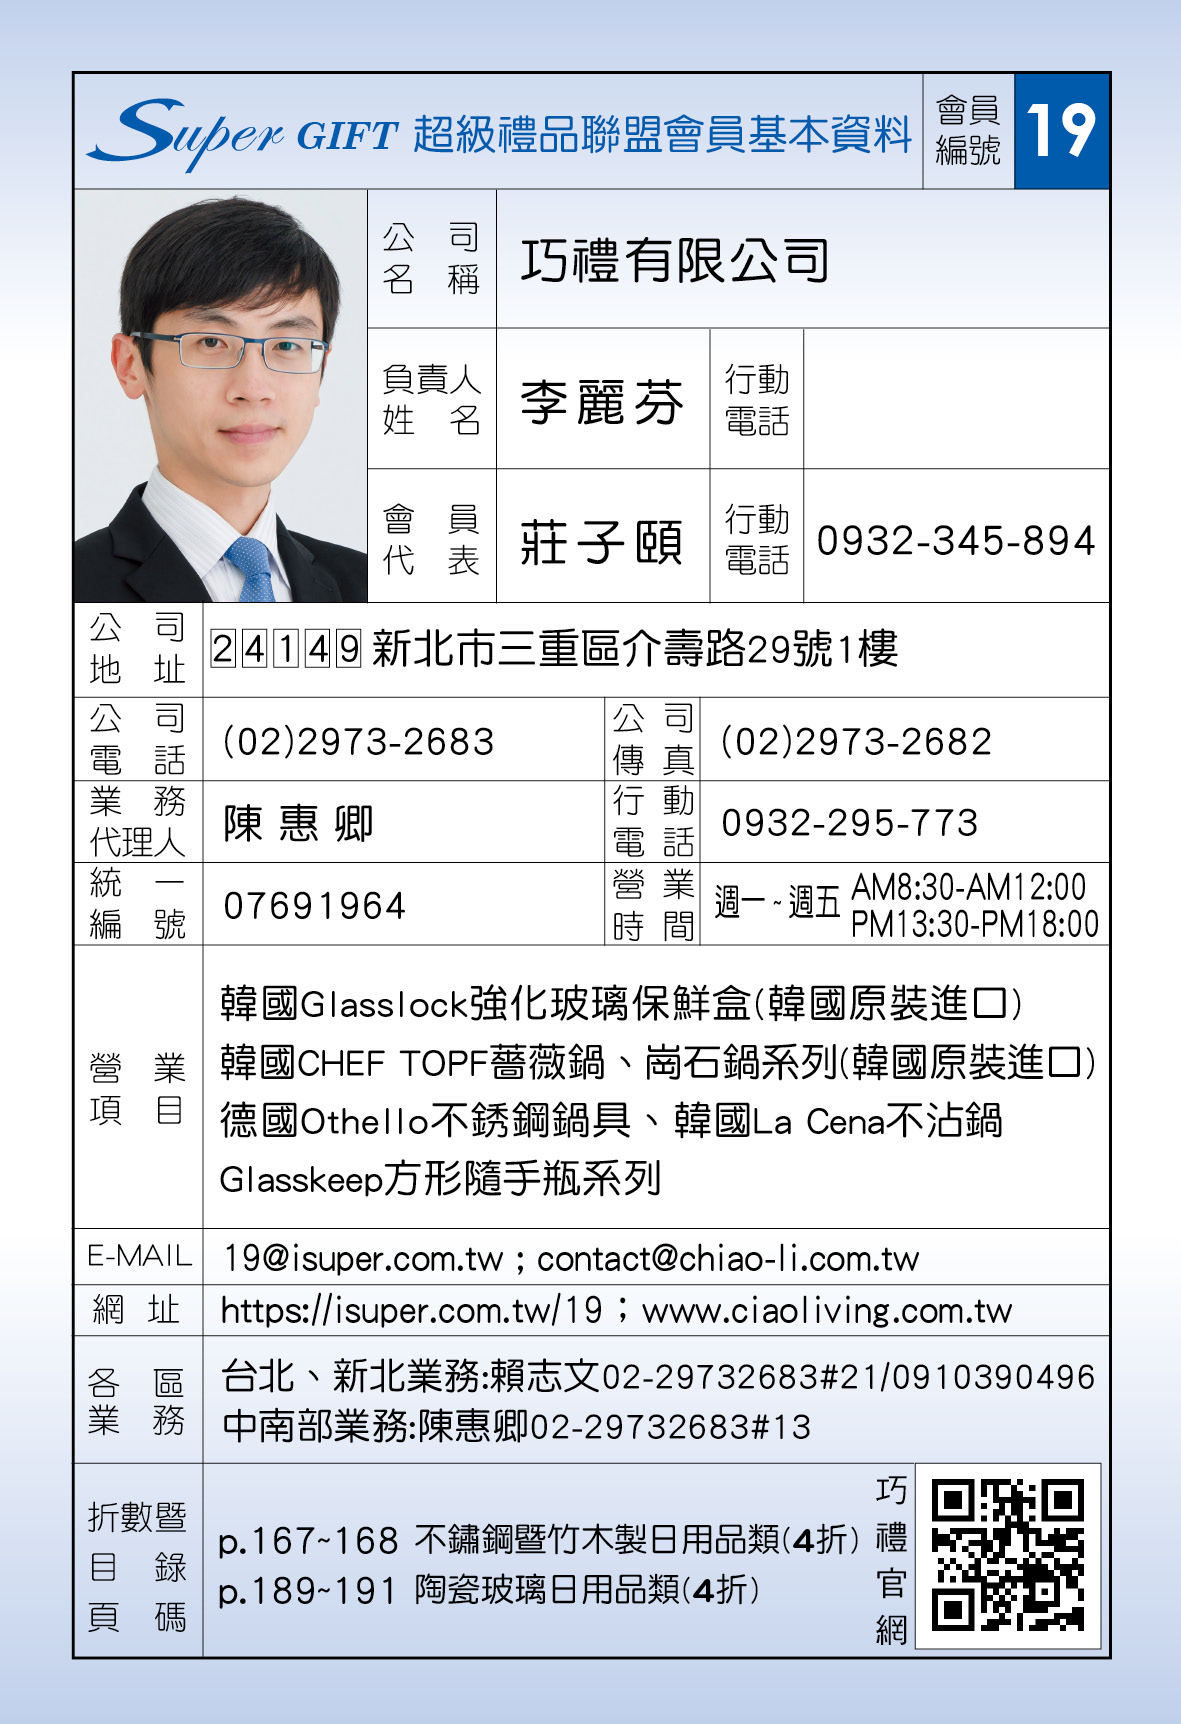 Super GIFT 超級禮品聯盟會員基本資料
會員編號 19
公司名稱 巧禮有限公司
負責人姓名 李麗芬 行動電話
會員代表 莊子頤 行動電話 0932-345-894
公司地址 24149 新北市三重區介壽路29號1樓
公司電話 (02)2973-2683 公司傳真 (02)2973-2682
業務代理人 陳惠卿 行動電話 0932-295-773
統一編號 07691964 營業時間 週一~週五 AM8:30-AM12:00
PM13:30-PM18:00
營業項目
韓國Glasslock強化玻璃保鮮盒(韓國原裝進口)
韓國CHEF TOPF薔薇鍋、崗石鍋系列(韓國原裝進口)
德國Othello不銹鋼鍋具、韓國La Cena不沾鍋
Glasskeep方形隨手瓶系列
E-MAIL 19@isuper.com.tw；contact@chiao-li.com.tw
網址 https://isuper.com.tw/19；www.ciaoliving.com.tw
各區業務
台北、新北業務:賴志文02-29732683#21/0910390496
中南部業務:陳惠卿02-29732683#13
折數暨目錄頁碼
p.167~168 不鏽鋼暨竹木製日用品類(4折)
p.189~191 陶瓷玻璃日用品類(4折)
巧禮官網